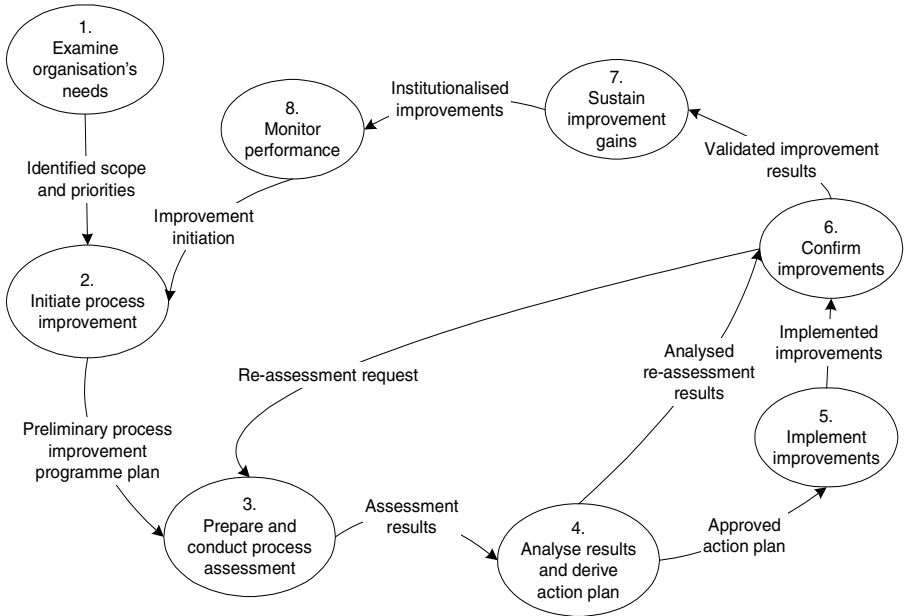 1.
Examine
organisation's
needs
Identified scope
and priorities
2.
Initiate process
improvement
Preliminary process
improvement
programme plan
3.
Prepare and
conduct process
assessment
Assessment
results
4.
Analyse results
and derive
action plan
Approved
action plan
5.
Implement
improvements
Implemented
improvements
Analysed
re-assessment
results
6.
Confirm
improvements
Re-assessment request
Validated improvement
results
7.
Sustain
improvement
gains
Institutionalised
improvements
8.
Monitor
performance
Improvement
initiation